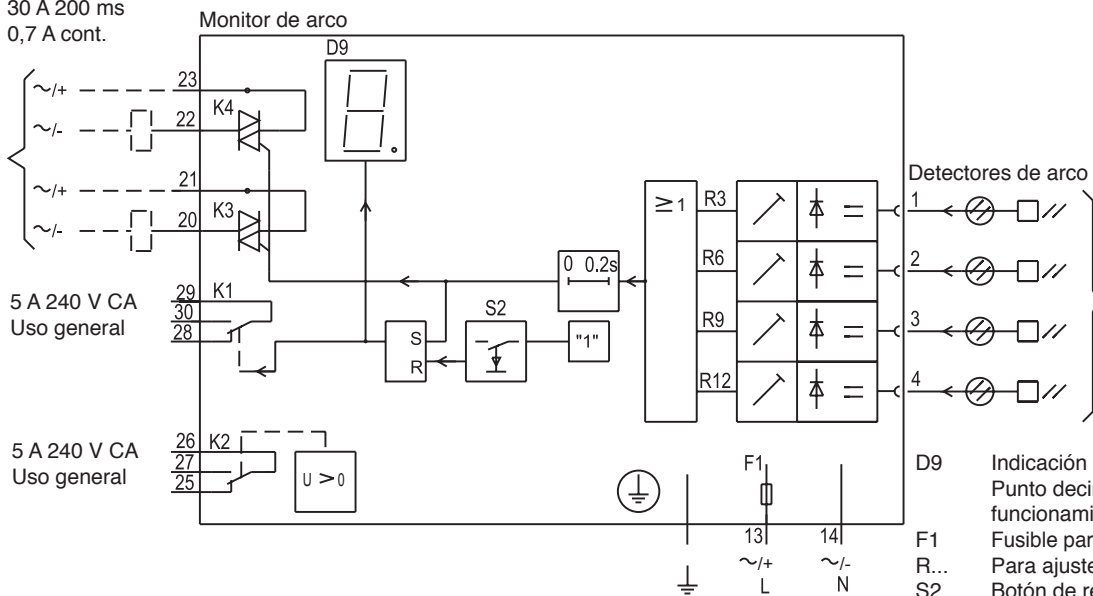 30 A 200 ms
0,7 A cont.
Monitor de arco
D9
~/+
23
K4
~/-
22
~/+
21
K3
~/-
20
Detectores de arco
≥ 1
R3
1
R6
2
R9
3
R12
4
0 0.2s
S2
"1"
S
R
5 A 240 V CA
Uso general
29 K1
30
28
5 A 240 V CA
Uso general
26 K2
27
25
U > 0
F1
13
14
~/+
~/-
L
N
D9 Indicación
Punto
F1 Fusible
R... Para
S2 Botón de